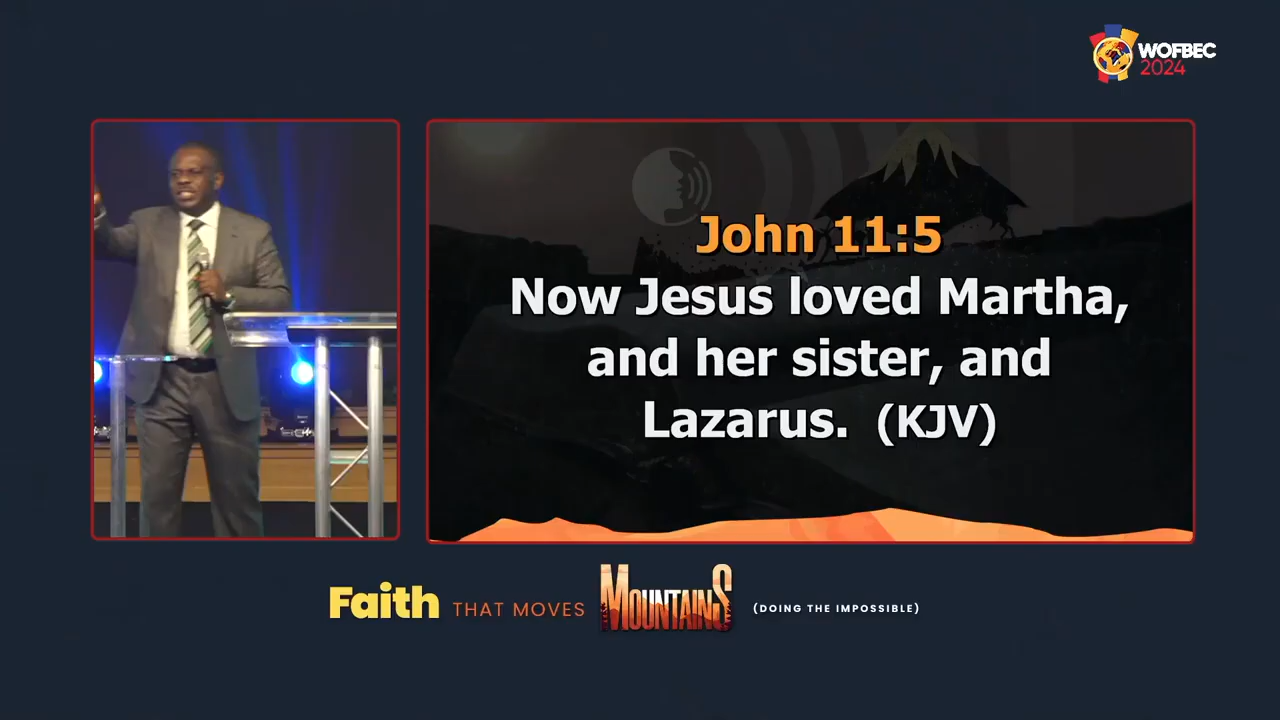 WOFBEC
2024
John 11:5
Now Jesus loved Martha,
and her sister, and
Lazarus. (KJV)
Faith THAT MOVES MOUNTAINS (DOING THE IMPOSSIBLE)